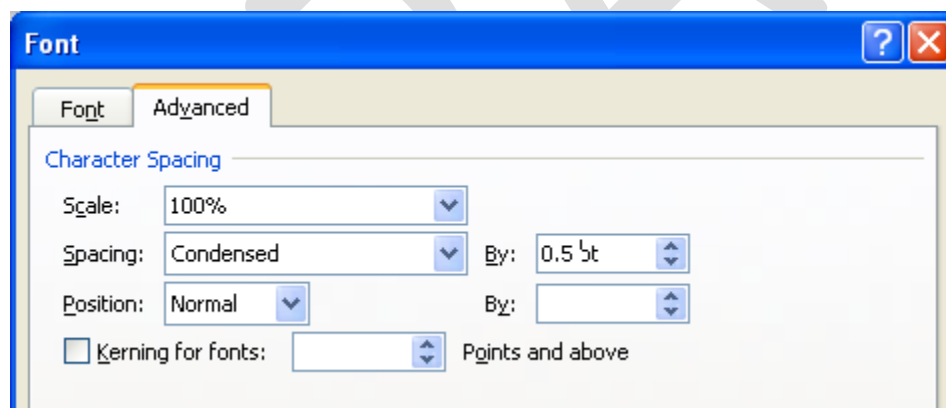 Font
Font Advanced
Character Spacing
Scale: 100%
Spacing: Condensed By: 0.5
Position: Normal By:
Kerning for fonts: Points and above